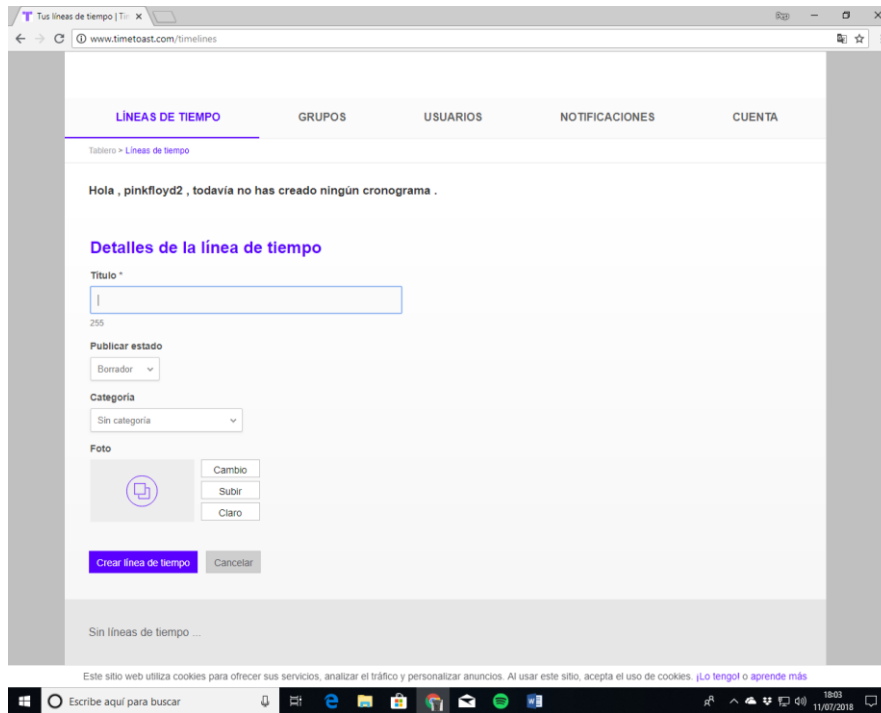 Tus líneas de tiempo | Tim
www.timetoast.com/timelines
LÍNEAS DE TIEMPO GRUPOS USUARIOS NOTIFICACIONES CUENTA
Tablero > Líneas de tiempo
Hola , pinkfloyd2 , todavía no has creado ningún cronograma .
Detalles de la línea de tiempo
Título *
255
Publicar estado
Borrador
Categoría
Sin categoría
Foto
Cambio
Subir
Claro
Crear línea de tiempo Cancelar
Sin líneas de tiempo ...
Este sitio web utiliza cookies para ofrecer sus servicios, analizar el tráfico y personalizar anuncios. Al usar este sitio, acepta el uso de cookies. ¡Lo tengo! o aprende más
Escribe aquí para buscar
18:03
11/07/2018